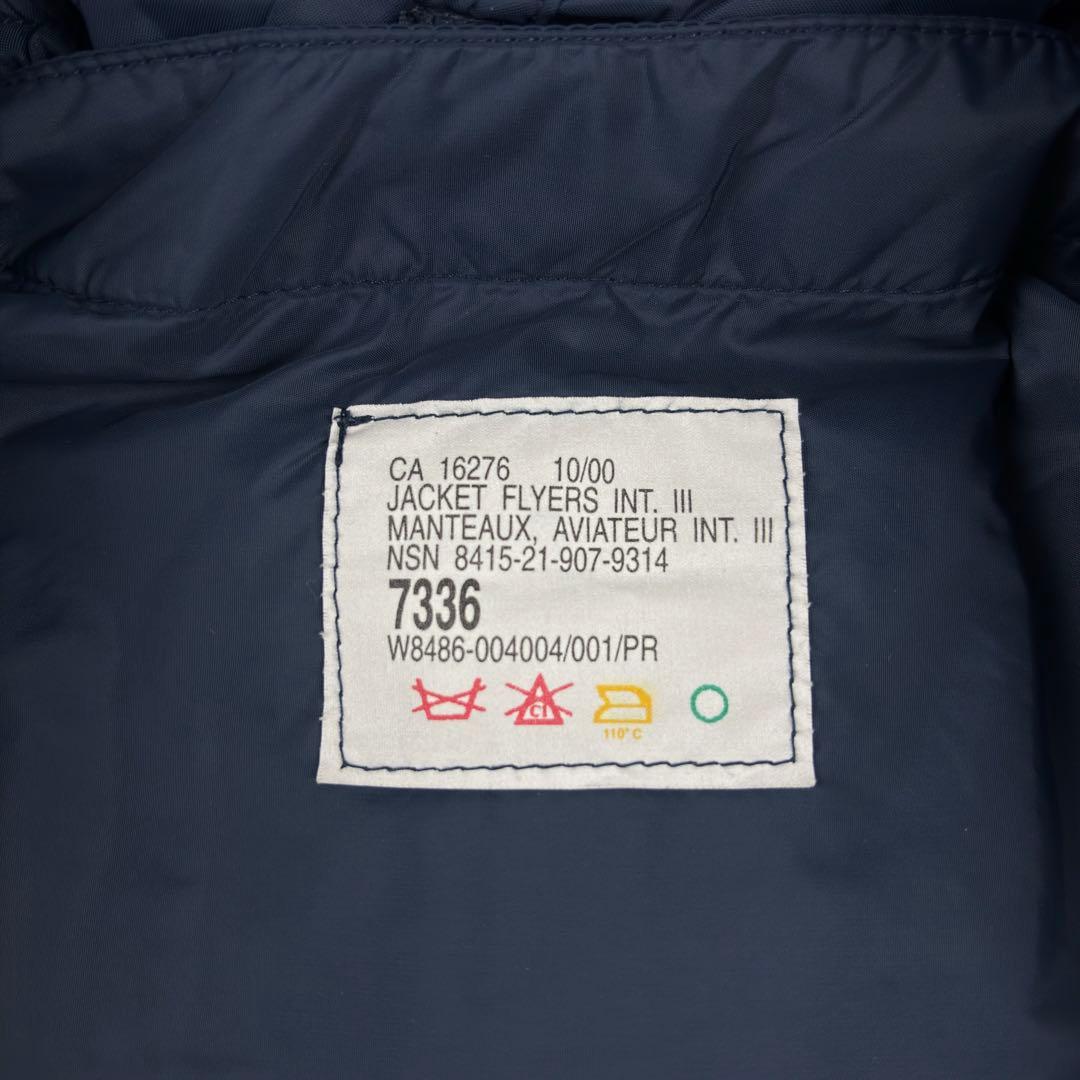 CA 16276 10/00
JACKET FLYERS INT. III
MANTEAUX, AVIATEUR INT. III
NSN 8415-21-907-9314
7336
W8486-004004/001/PR
Cl
110°C